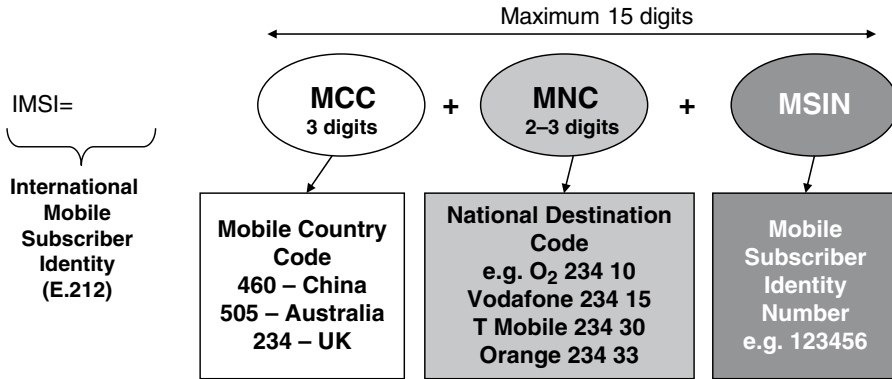 Maximum 15 digits
IMSI=
MCC
3 digits
+
MNC
2–3 digits
+
MSIN
International
Mobile
Subscriber
Identity
(E.212)
Mobile Country
Code
460 – China
505 – Australia
234 – UK
National Destination
Code
e.g. O₂ 234 10
Vodafone 234 15
T Mobile 234 30
Orange 234 33
Mobile
Subscriber
Identity
Number
e.g. 123456